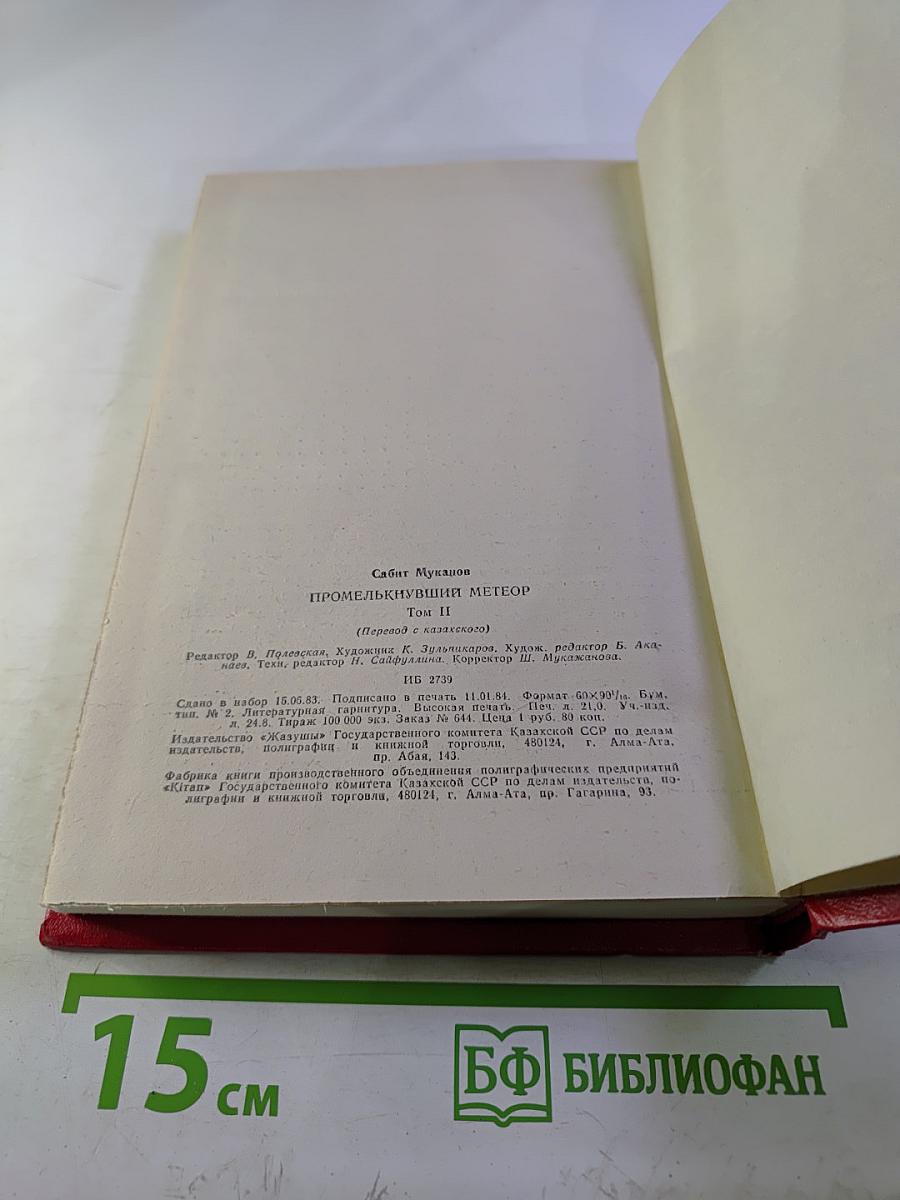 Сабит Муканов
ПРОМЕЛЬКНУВШИЙ МЕТЕОР
Том II
(Перевод с казахского)
Редактор В. Полевская. Художник К. Зульпикаров. Худож. редактор Б. Ака-
наев. Техн. редактор Н. Сайфуллина. Корректор Ш. Мукажанова.
ИБ 2739
Сдано в набор 15.06.83. Подписано в печать 11.01.84. Формат 60×90¹/₁₆. Бум.
тип. № 2. Литературная гарнитура. Высокая печать. Печ. л. 21,0. Уч.-изд.
л. 24,8. Тираж 100 000 экз. Заказ № 644. Цена 1 руб. 80 коп.
Издательство «Жазушы» Государственного комитета Казахской ССР по делам
издательств, полиграфии и книжной торговли, 480124, г. Алма-Ата,
пр. Абая, 143.
Фабрика книги производственного объединения полиграфических предприятий
«Кітап» Государственного комитета Казахской ССР по делам издательств, по-
лиграфии и книжной торговли, 480124, г. Алма-Ата, пр. Гагарина, 93.
15 см
БФ БИБЛИОФАН